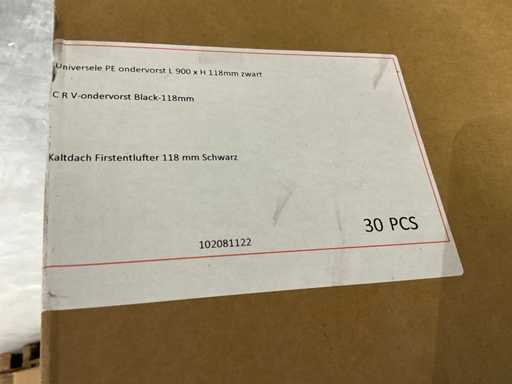 Universele PE ondervorst L 900 x H 118mm zwart
C R V-ondervorst Black-118mm
Kaltdach Firstentlufter 118 mm Schwarz
30 PCS
102081122